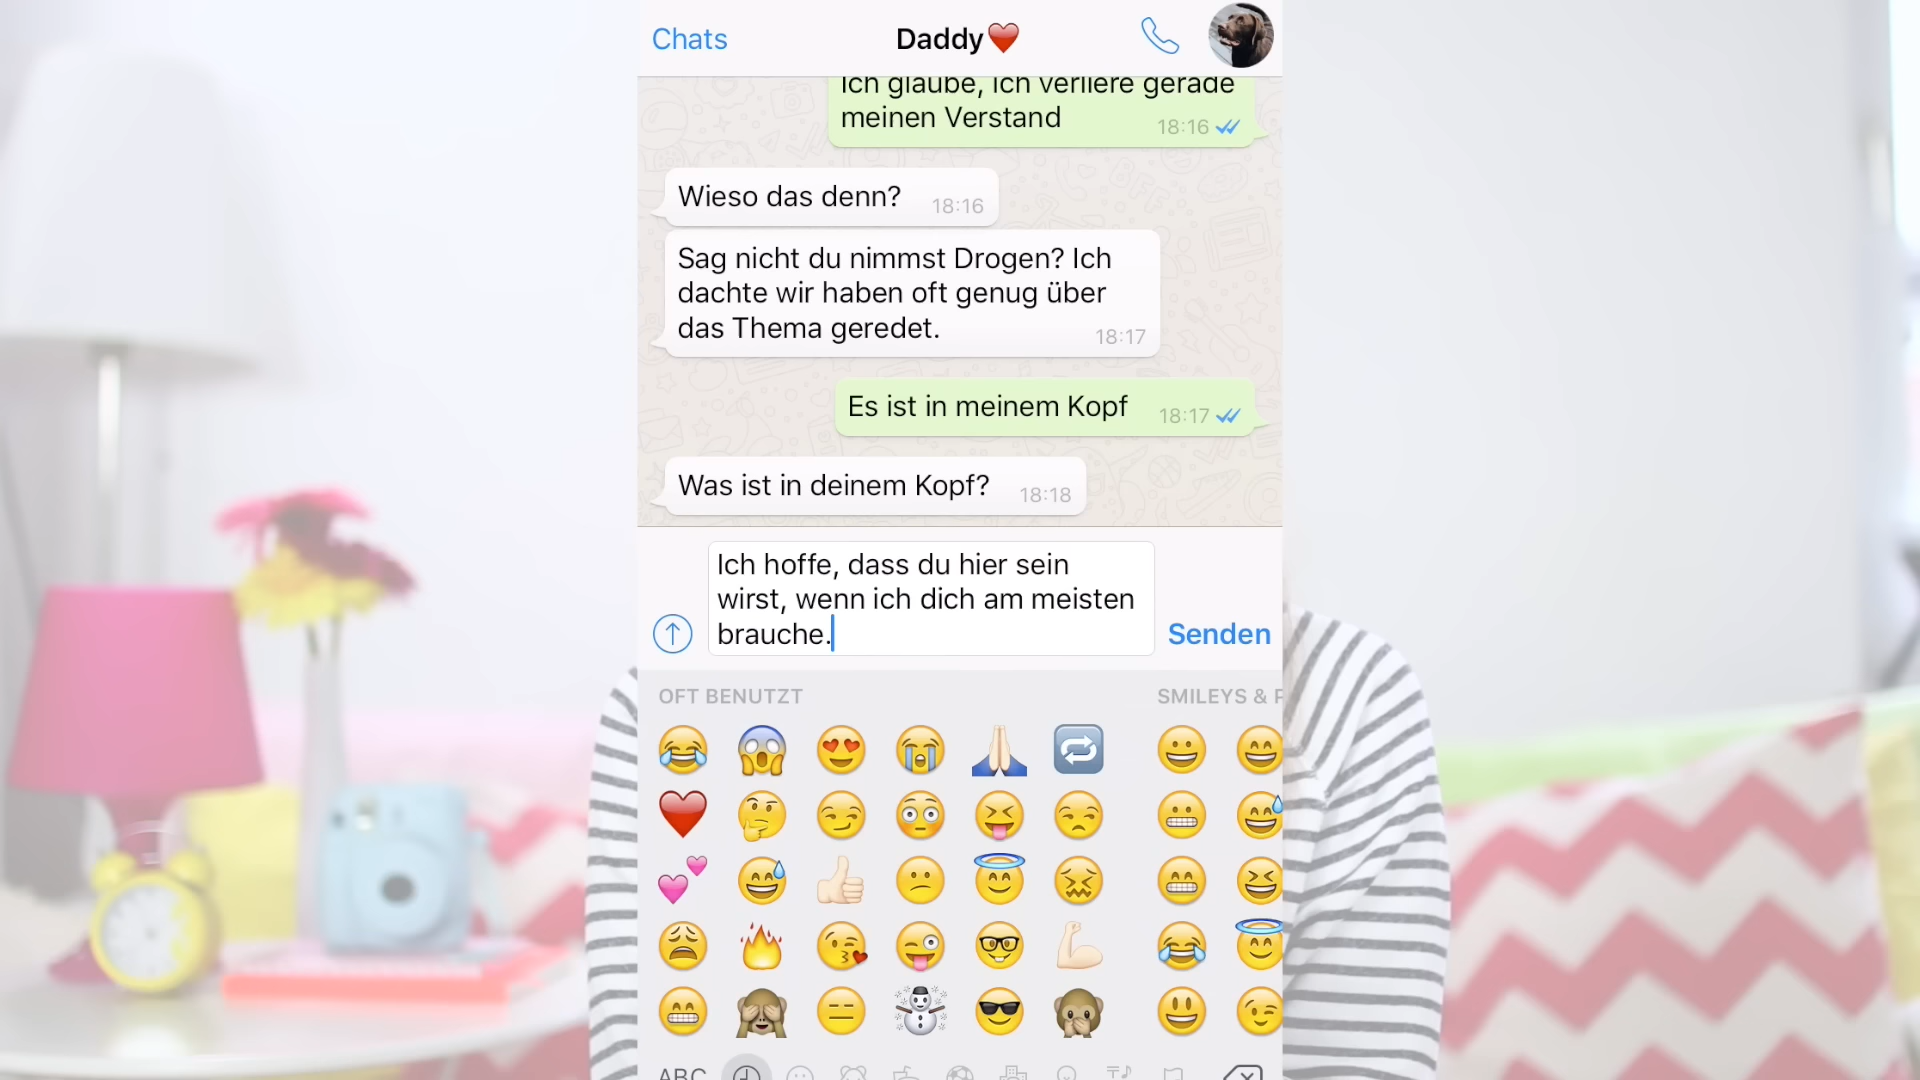 Chats
Daddy❤️
Ich glaube, ich verliere gerade
meinen Verstand
18:16
Wieso das denn?
18:16
Sag nicht du nimmst Drogen? Ich
dachte wir haben oft genug über
das Thema geredet.
18:17
Es ist in meinem Kopf
18:17
Was ist in deinem Kopf?
18:18
Ich hoffe, dass du hier sein
wirst, wenn ich dich am meisten
brauche.
Senden
OFT BENUTZT
SMILEYS &
ABC